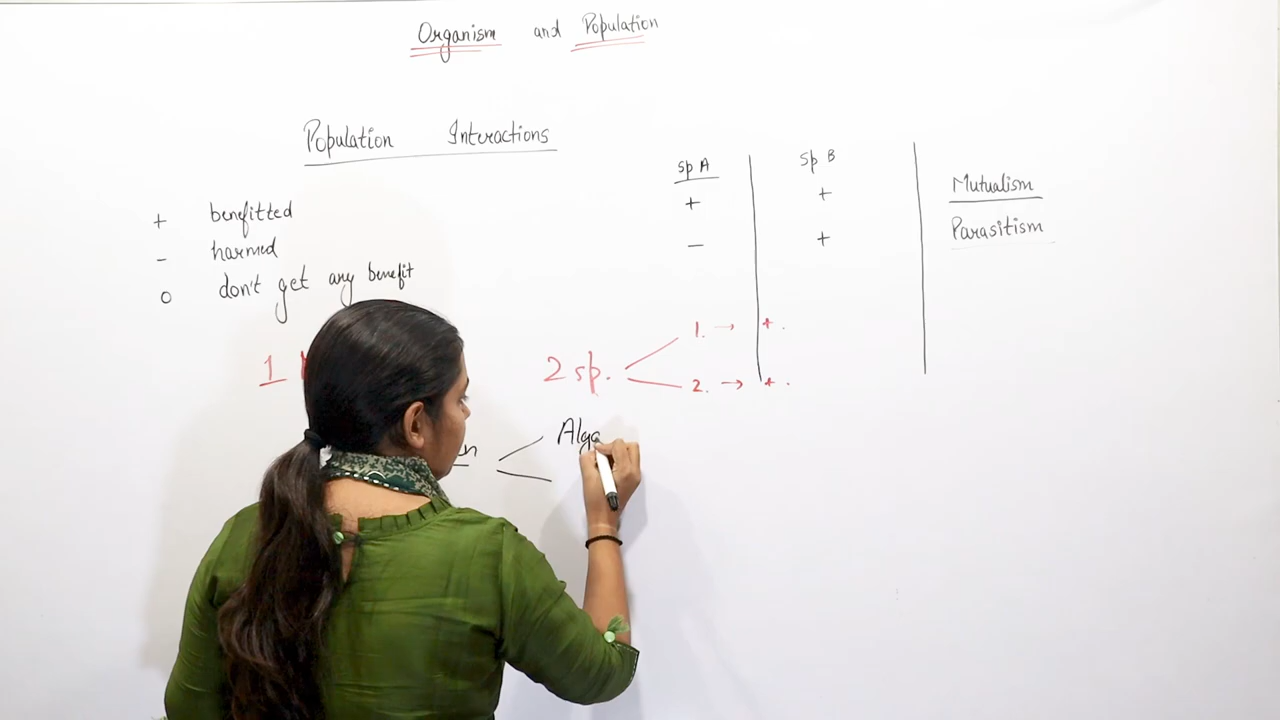 Organism and Population
Population Interactions
sp A sp B
+ + Mutualism
- + Parasitism
+ benefitted
- harmed
o don't get any benefit
1
2 sp.
1. → +.
2. → +.
Alga